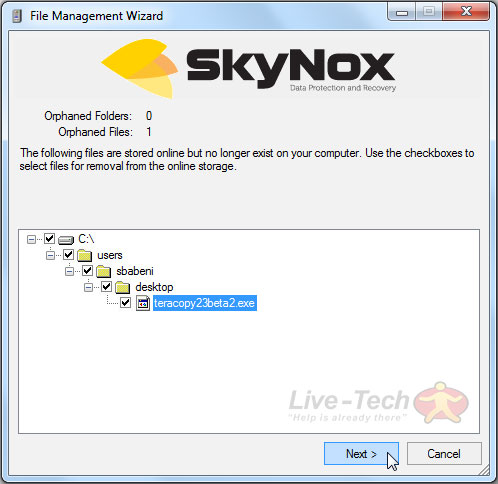 File Management Wizard
SkyNox
Data Protection and Recovery
Orphaned Folders: 0
Orphaned Files: 1
The following files are stored online but no longer exist on your computer. Use the checkboxes to
select files for removal from the online storage.
C:\
users
sbabeni
desktop
teracopy23beta2.exe
Live-Tech
"Help is already there"
Next >
Cancel